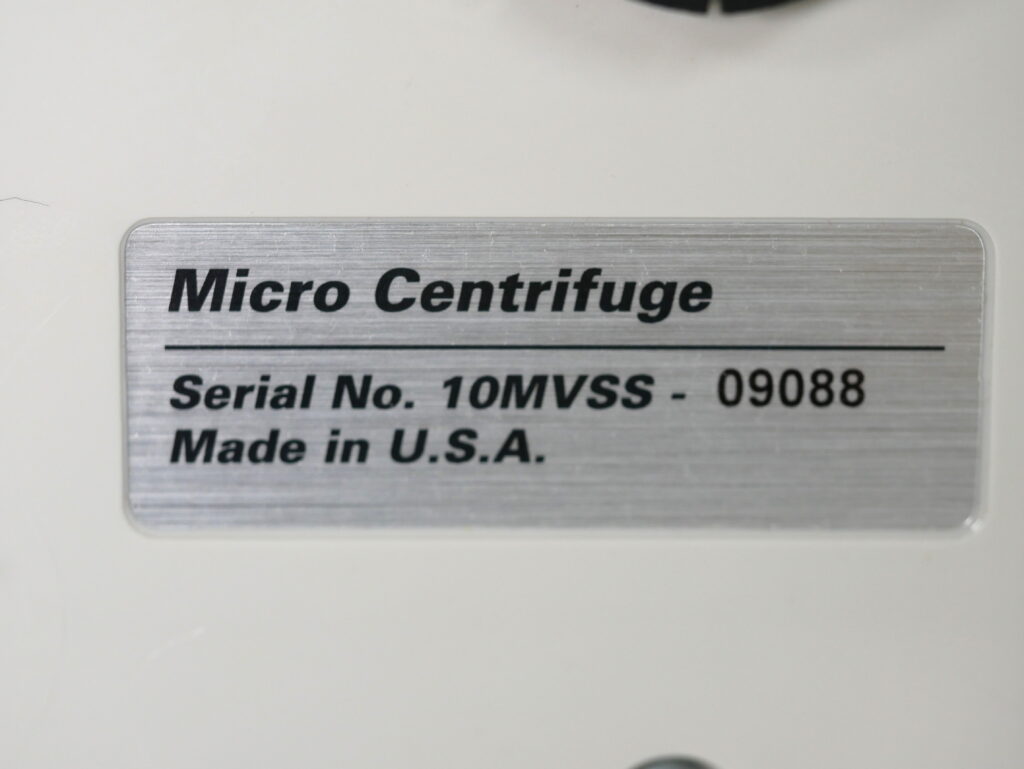 Micro Centrifuge
Serial No. 10MVSS - 09088
Made in U.S.A.